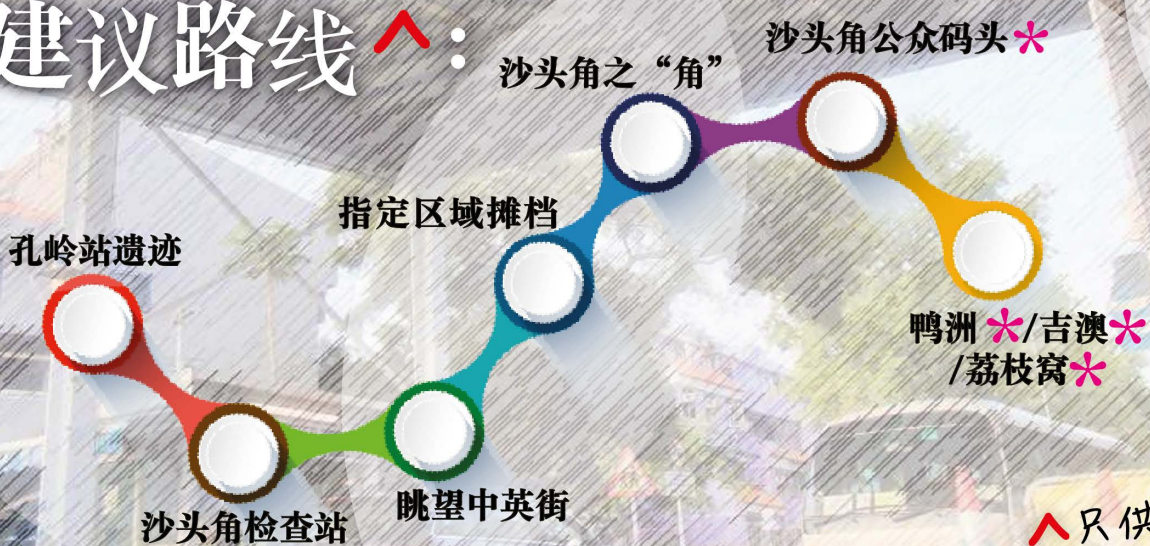 建议路线^：
沙头角公众码头*
沙头角之“角”
指定区域摊档
孔岭站遗迹
鸭洲*/吉澳*
/荔枝窝*
眺望中英街
沙头角检查站
^只供